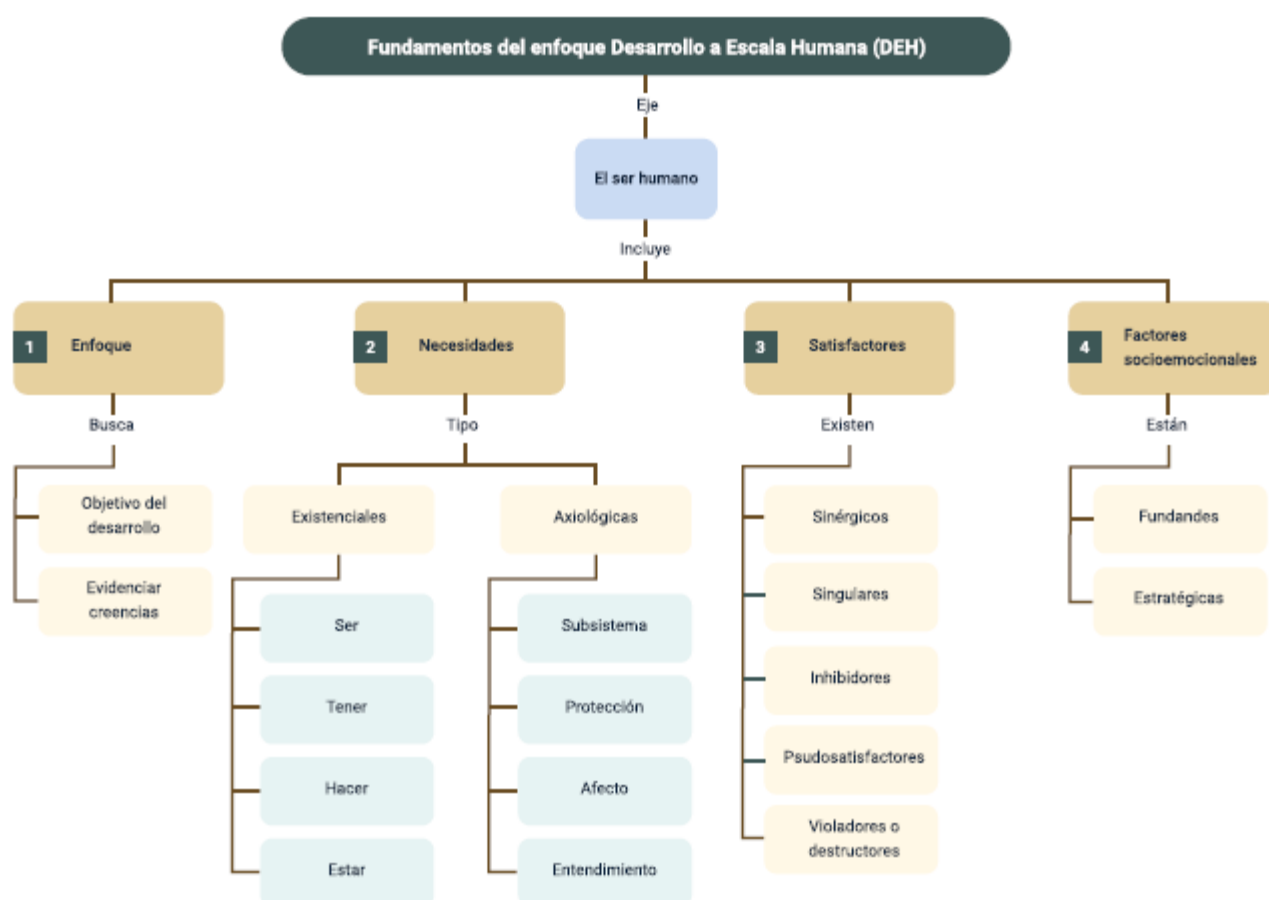 Fundamentos del enfoque Desarrollo a Escala Humana (DEH)
Eje
El ser humano
Incluye
1
Enfoque
Busca
Objetivo del
desarrollo
Evidenciar
creencias
2
Necesidades
Tipo
Existenciales
Ser
Tener
Hacer
Estar
Axiológicas
Subsistema
Protección
Afecto
Entendimiento
3
Satisfactores
Existen
Sinérgicos
Singulares
Inhibidores
Psudosatisfactores
Violadores o
destructores
4
Factores
socioemocionales
Están
Fundandes
Estratégicas